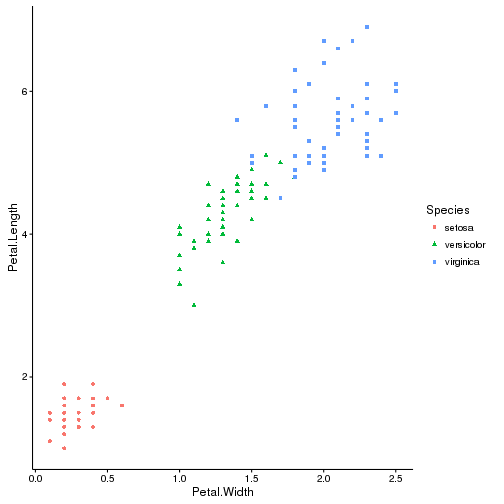 6
4
2
0.0 0.5 1.0 1.5 2.0 2.5
Petal.Width
Petal.Length
Species
setosa
versicolor
virginica